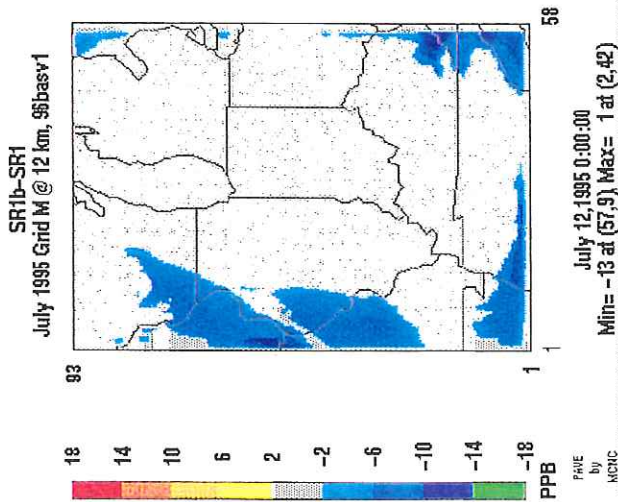 SR1b-SR1
July 1995 Grid M @ 12 km, 96basv1
93
18
14
10
6
2
-2
-6
-10
-14
-18
PPB
1
1
58
PAVE
by
MCNC
July 12,1995 0:00:00
Min= -13 at (57,9), Max= 1 at (2,42)